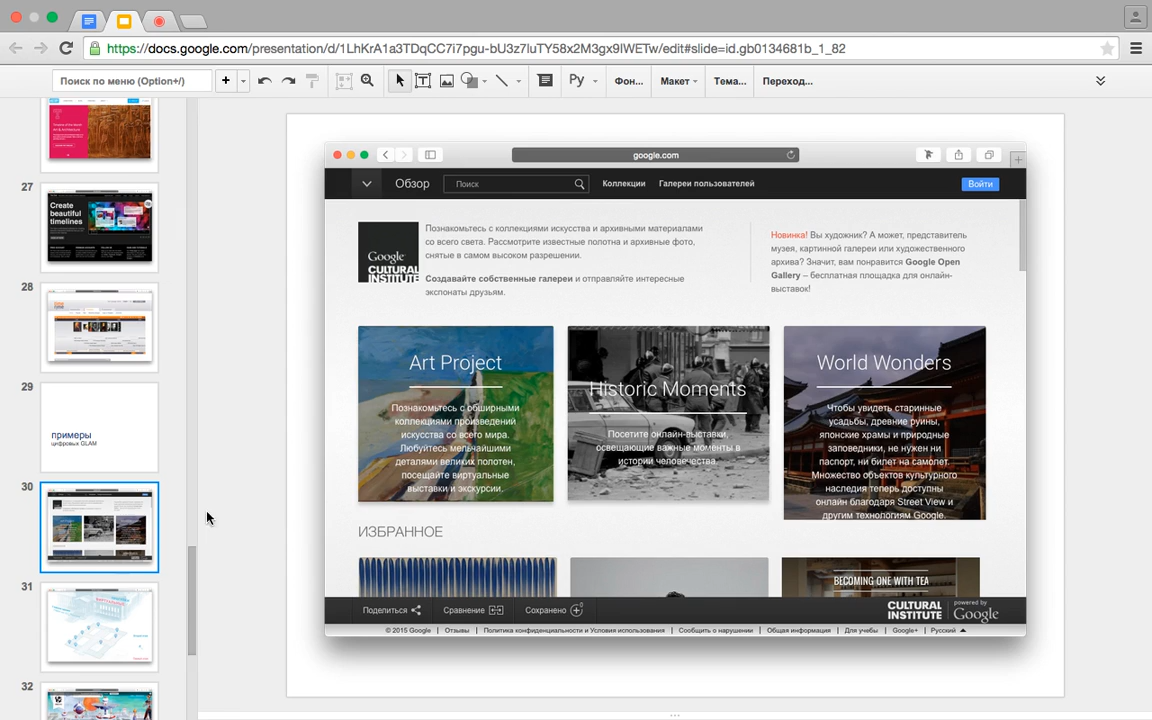 https://docs.google.com/presentation/d/1LhKrA1a3TDqCC7i7pgu-bU3z7luTY58x2M3gx9lWETw/edit#slide=id.gb0134681b_1_82
Поиск по меню (Option+/)
Ру
Фон...
Макет
Тема...
Переход...
27
Create
beautiful
timelines
28
29
примеры
цифровых GLAM
30
31
32
google.com
Обзор
Поиск
Коллекции
Галереи пользователей
Войти
Google
CULTURAL
INSTITUTE
Познакомьтесь с коллекциями искусства и архивными материалами
со всего света. Рассмотрите известные полотна и архивные фото,
снятые в самом высоком разрешении.
Создавайте собственные галереи и отправляйте интересные
экспонаты друзьям.
Новинка! Вы художник? А может, представитель
музея, картинной галереи или художественного
архива? Значит, вам понравится Google Open
Gallery – бесплатная площадка для онлайн-
выставок!
Art Project
Познакомьтесь с обширными
коллекциями произведений
искусства со всего мира.
Любуйтесь мельчайшими
деталями великих полотен,
посещайте виртуальные
выставки и экскурсии.
Historic Moments
Посетите онлайн-выставки,
освещающие важные моменты в
истории человечества.
World Wonders
Чтобы увидеть старинные
усадьбы, древние руины,
японские храмы и природные
заповедники, не нужен ни
паспорт, ни билет на самолет.
Множество объектов культурного
наследия теперь доступны
онлайн благодаря Street View и
другим технологиям Google.
ИЗБРАННОЕ
BECOMING ONE WITH TEA
Поделиться
Сравнение
Сохранено
0
CULTURAL
INSTITUTE
powered by
Google
© 2015 Google | Отзывы | Политика конфиденциальности и Условия использования | Сообщить о нарушении | Общая информация | Для учебы | Google+ | Русский